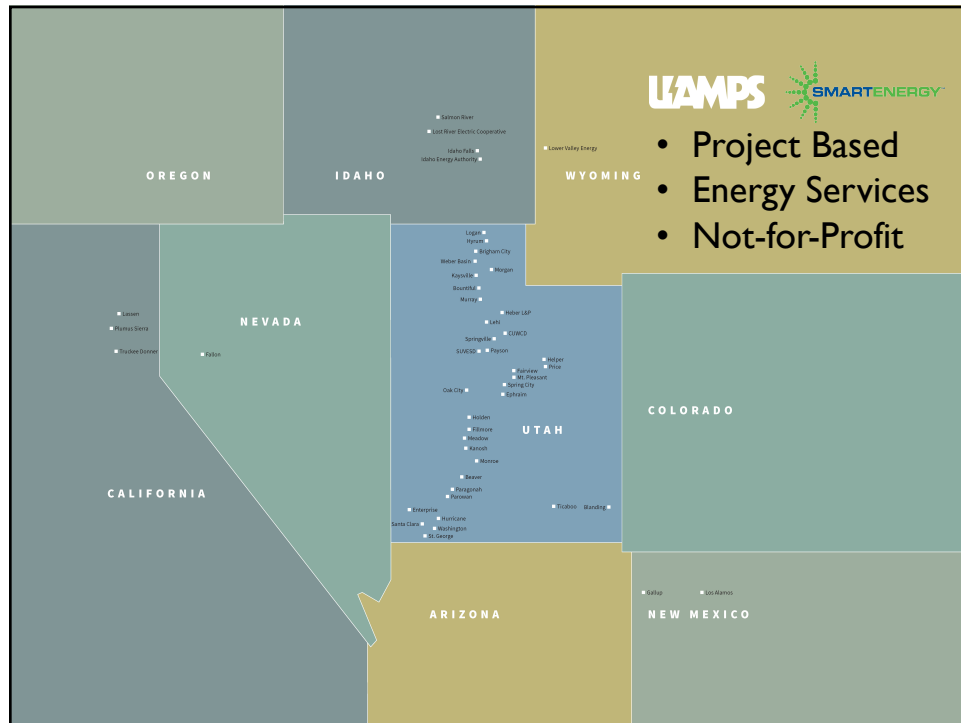 UAMPS SMARTENERGY™
• Project Based
• Energy Services
• Not-for-Profit
OREGON
IDAHO
WYOMING
Salmon River
Lost River Electric Cooperative
Idaho Falls
Idaho Energy Authority
Lower Valley Energy
CALIFORNIA
Lassen
Plumus Sierra
Truckee Donner
NEVADA
Fallon
UTAH
Logan
Hyrum
Brigham City
Weber Basin
Morgan
Kaysville
Bountiful
Murray
Heber L&P
Lehi
CUWCD
Springville
SUVESD
Payson
Helper
Price
Fairview
Mt. Pleasant
Spring City
Oak City
Ephraim
Holden
Fillmore
Meadow
Kanosh
Monroe
Beaver
Paragonah
Parowan
Enterprise
Hurricane
Santa Clara
Washington
St. George
Ticaboo
Blanding
COLORADO
ARIZONA
NEW MEXICO
Gallup
Los Alamos